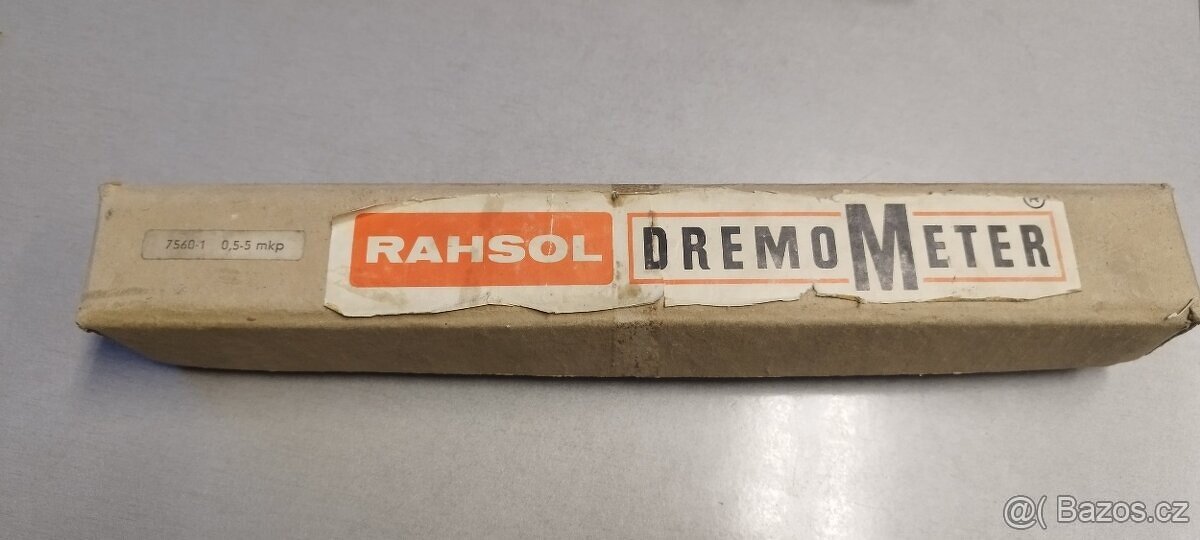 7560-1 0,5-5 mkp
RAHSOL DREMOMETER
®
@( Bazos.cz